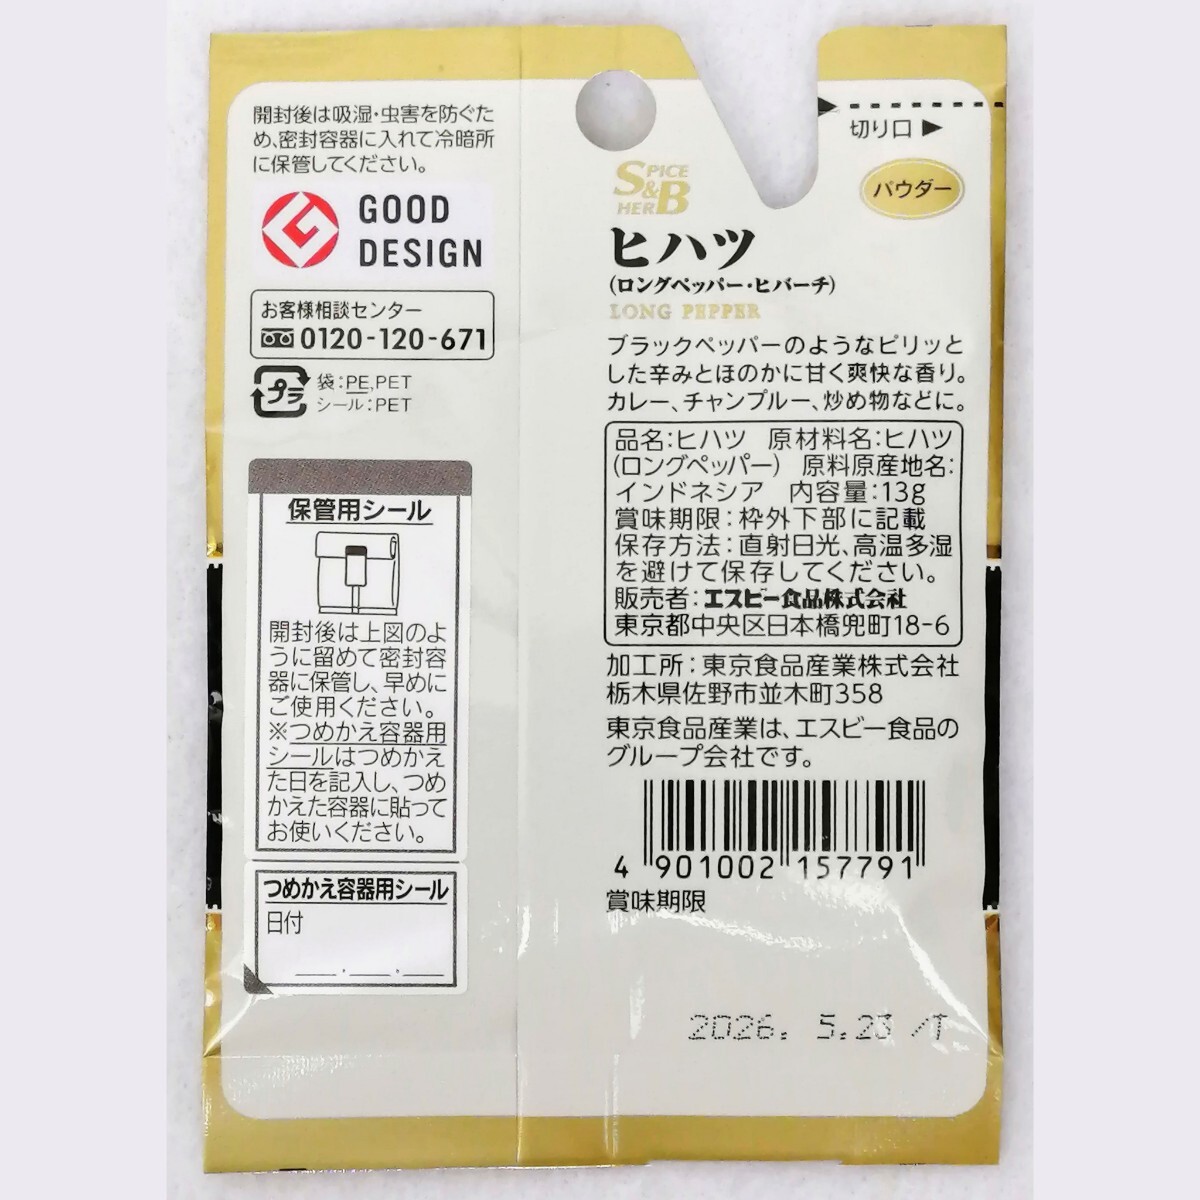 開封後は吸湿・虫害を防ぐた
め、密封容器に入れて冷暗所
に保管してください。
GOOD
DESIGN
お客様相談センター
0120-120-671
プラ
袋:PE,PET
シール:PET
保管用シール
開封後は上図のよ
うに留めて密封容
器に保管し、早めに
ご使用ください。
※つめかえ容器用
シールはつめかえ
た日を記入し、つめ
かえた容器に貼って
お使いください。
つめかえ容器用シール
日付
切り口▶
パウダー
SPICE
&
HERB
ヒハツ
(ロングペッパー・ヒバーチ)
LONG PEPPER
ブラックペッパーのようなピリッと
した辛みとほのかに甘く爽快な香り。
カレー、チャンプルー、炒め物などに。
品名:ヒハツ 原材料名:ヒハツ
(ロングペッパー) 原料原産地名:
インドネシア 内容量:13g
賞味期限:枠外下部に記載
保存方法:直射日光、高温多湿
を避けて保存してください。
販売者:エスビー食品株式会社
東京都中央区日本橋兜町18-6
加工所:東京食品産業株式会社
栃木県佐野市並木町358
東京食品産業は、エスビー食品の
グループ会社です。
4 901002 157791
賞味期限
2026. 5.23 /T